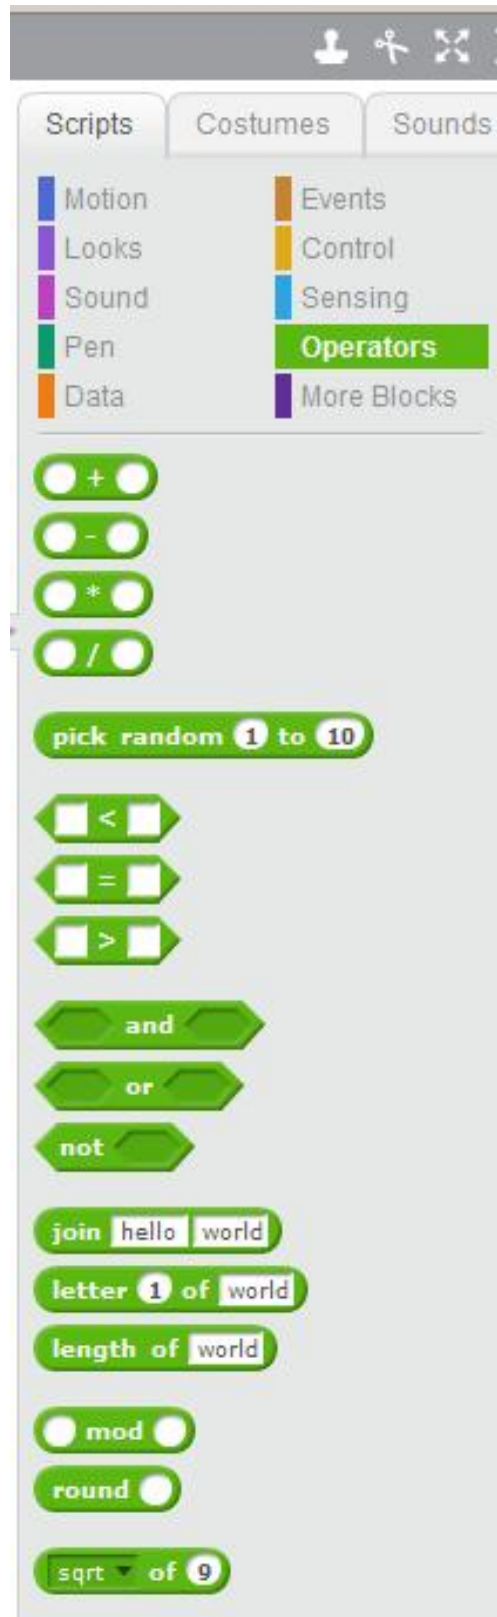 Scripts Costumes Sounds
Motion Events
Looks Control
Sound Sensing
Pen Operators
Data More Blocks
+
-
*
/
pick random 1 to 10
<
=
>
and
or
not
join hello world
letter 1 of world
length of world
mod
round
sqrt of 9